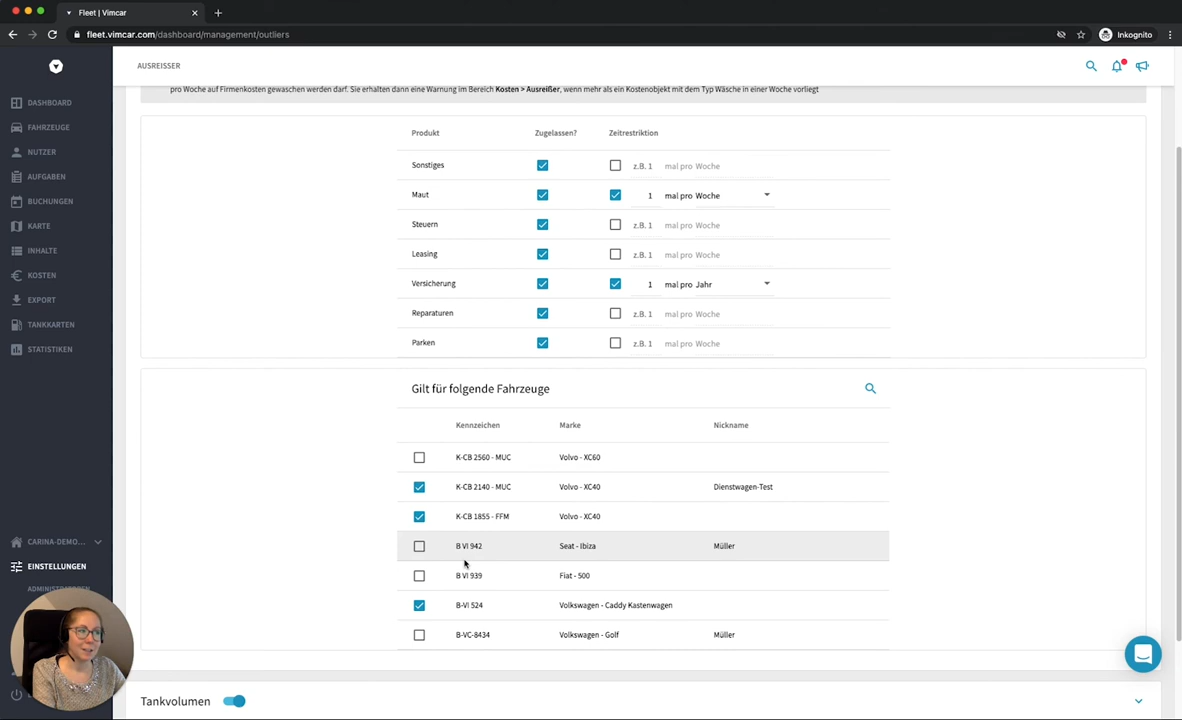 Fleet | Vimcar
fleet.vimcar.com/dashboard/management/outliers
Inkognito
AUSREISSER
DASHBOARD
FAHRZEUGE
NUTZER
AUFGABEN
BUCHUNGEN
KARTE
INHALTE
KOSTEN
EXPORT
TANKKARTEN
STATISTIKEN
CARINA-DEMO...
EINSTELLUNGEN
pro Woche auf Firmenkosten gewaschen werden darf. Sie erhalten dann eine Warnung im Bereich Kosten > Ausreißer, wenn mehr als ein Kostenobjekt mit dem Typ Wäsche in einer Woche vorliegt
Produkt Zugelassen? Zeitrestriktion
Sonstiges z.B. 1 mal pro Woche
Maut 1 mal pro Woche
Steuern z.B. 1 mal pro Woche
Leasing z.B. 1 mal pro Woche
Versicherung 1 mal pro Jahr
Reparaturen z.B. 1 mal pro Woche
Parken z.B. 1 mal pro Woche
Gilt für folgende Fahrzeuge
Kennzeichen Marke Nickname
K-CB 2560 - MUC Volvo - XC60
K-CB 2140 - MUC Volvo - XC40 Dienstwagen-Test
K-CB 1855 - FFM Volvo - XC40
B VI 942 Seat - Ibiza Müller
B VI 939 Fiat - 500
B-VI 524 Volkswagen - Caddy Kastenwagen
B-VC-8434 Volkswagen - Golf Müller
Tankvolumen